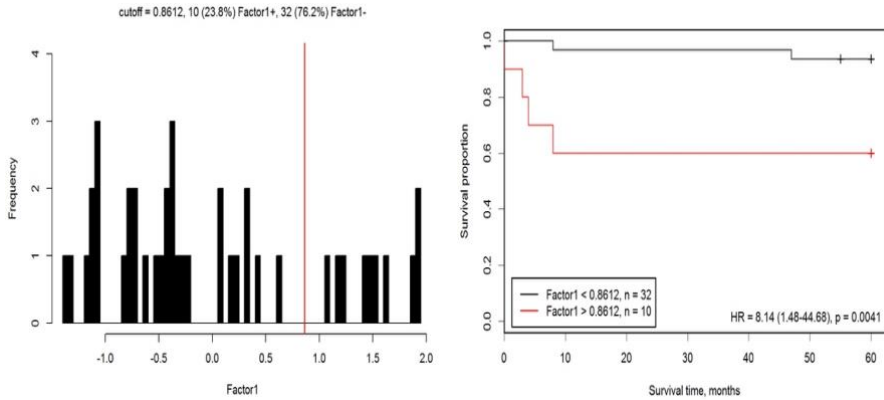 cutoff = 0.8612, 10 (23.8%) Factor1+, 32 (76.2%) Factor1-
Frequency
4
3
2
1
0
-1.0 -0.5 0.0 0.5 1.0 1.5 2.0
Factor1
Survival proportion
1.0
0.8
0.6
0.4
0.2
0.0
Factor1 < 0.8612, n = 32
Factor1 > 0.8612, n = 10
HR = 8.14 (1.48-44.68), p = 0.0041
0 10 20 30 40 50 60
Survival time, months